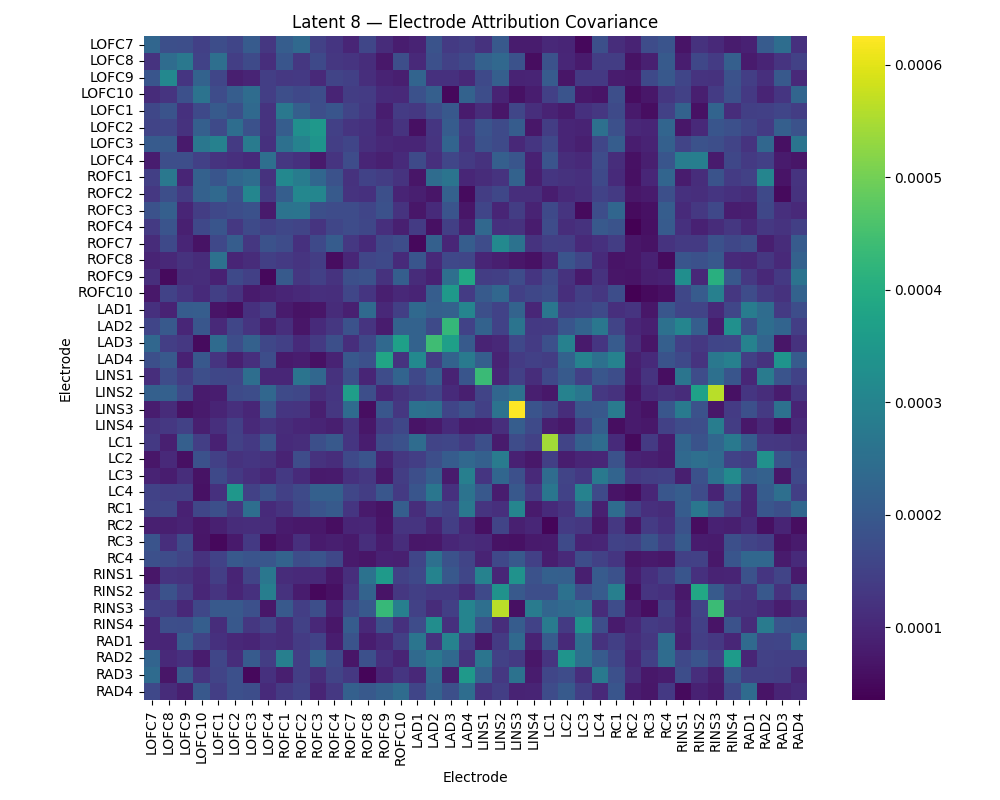 Latent 8 — Electrode Attribution Covariance
LOFC7
LOFC8
LOFC9
LOFC10
LOFC1
LOFC2
LOFC3
LOFC4
ROFC1
ROFC2
ROFC3
ROFC4
ROFC7
ROFC8
ROFC9
ROFC10
LAD1
LAD2
LAD3
LAD4
LINS1
LINS2
LINS3
LINS4
LC1
LC2
LC3
LC4
RC1
RC2
RC3
RC4
RINS1
RINS2
RINS3
RINS4
RAD1
RAD2
RAD3
RAD4
Electrode
LOFC7 LOFC8 LOFC9 LOFC10 LOFC1 LOFC2 LOFC3 LOFC4 ROFC1 ROFC2 ROFC3 ROFC4 ROFC7 ROFC8 ROFC9 ROFC10 LAD1 LAD2 LAD3 LAD4 LINS1 LINS2 LINS3 LINS4 LC1 LC2 LC3 LC4 RC1 RC2 RC3 RC4 RINS1 RINS2 RINS3 RINS4 RAD1 RAD2 RAD3 RAD4
Electrode
0.0006
0.0005
0.0004
0.0003
0.0002
0.0001